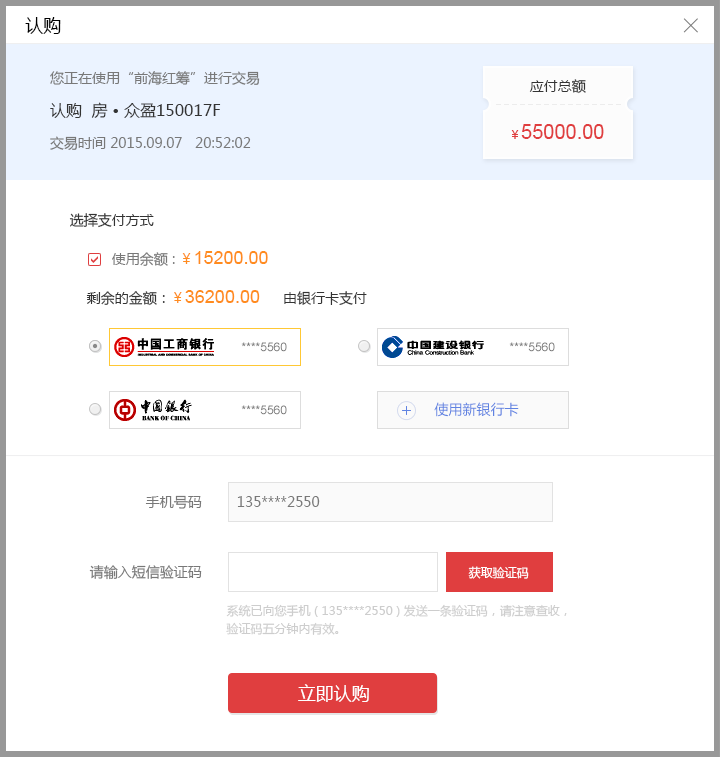 认购
您正在使用“前海红筹”进行交易
认购 房 • 众盈150017F
交易时间 2015.09.07 20:52:02
应付总额
¥55000.00
选择支付方式
使用余额：¥15200.00
剩余的金额：¥36200.00 由银行卡支付
中国工商银行 ****5560
INDUSTRIAL AND COMMERCIAL BANK OF CHINA
中国建设银行 ****5560
China Construction Bank
中国银行 ****5560
BANK OF CHINA
使用新银行卡
手机号码 135****2550
请输入短信验证码 获取验证码
系统已向您手机（135****2550）发送一条验证码，请注意查收，
验证码五分钟内有效。
立即认购